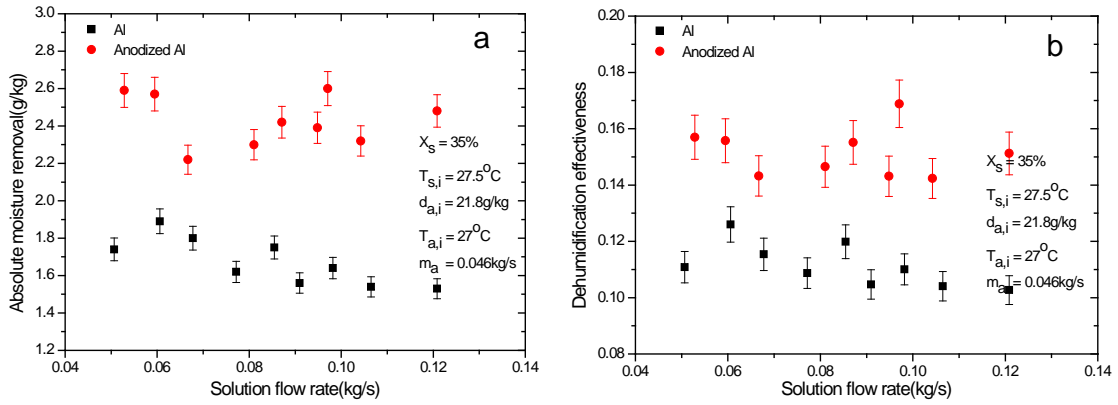 a
Al
Anodized Al
Absolute moisture removal(g/kg)
3.0
2.8
2.6
2.4
2.2
2.0
1.8
1.6
1.4
1.2
X_s = 35%
T_s,i = 27.5°C
d_a,i = 21.8g/kg
T_a,i = 27°C
m_a = 0.046kg/s
0.04 0.06 0.08 0.10 0.12 0.14
Solution flow rate(kg/s)
b
Al
Anodized Al
Dehumidification effectiveness
0.20
0.18
0.16
0.14
0.12
0.10
0.08
X_s = 35%
T_s,i = 27.5°C
d_a,i = 21.8g/kg
T_a,i = 27°C
m_a = 0.046kg/s
0.04 0.06 0.08 0.10 0.12 0.14
Solution flow rate(kg/s)